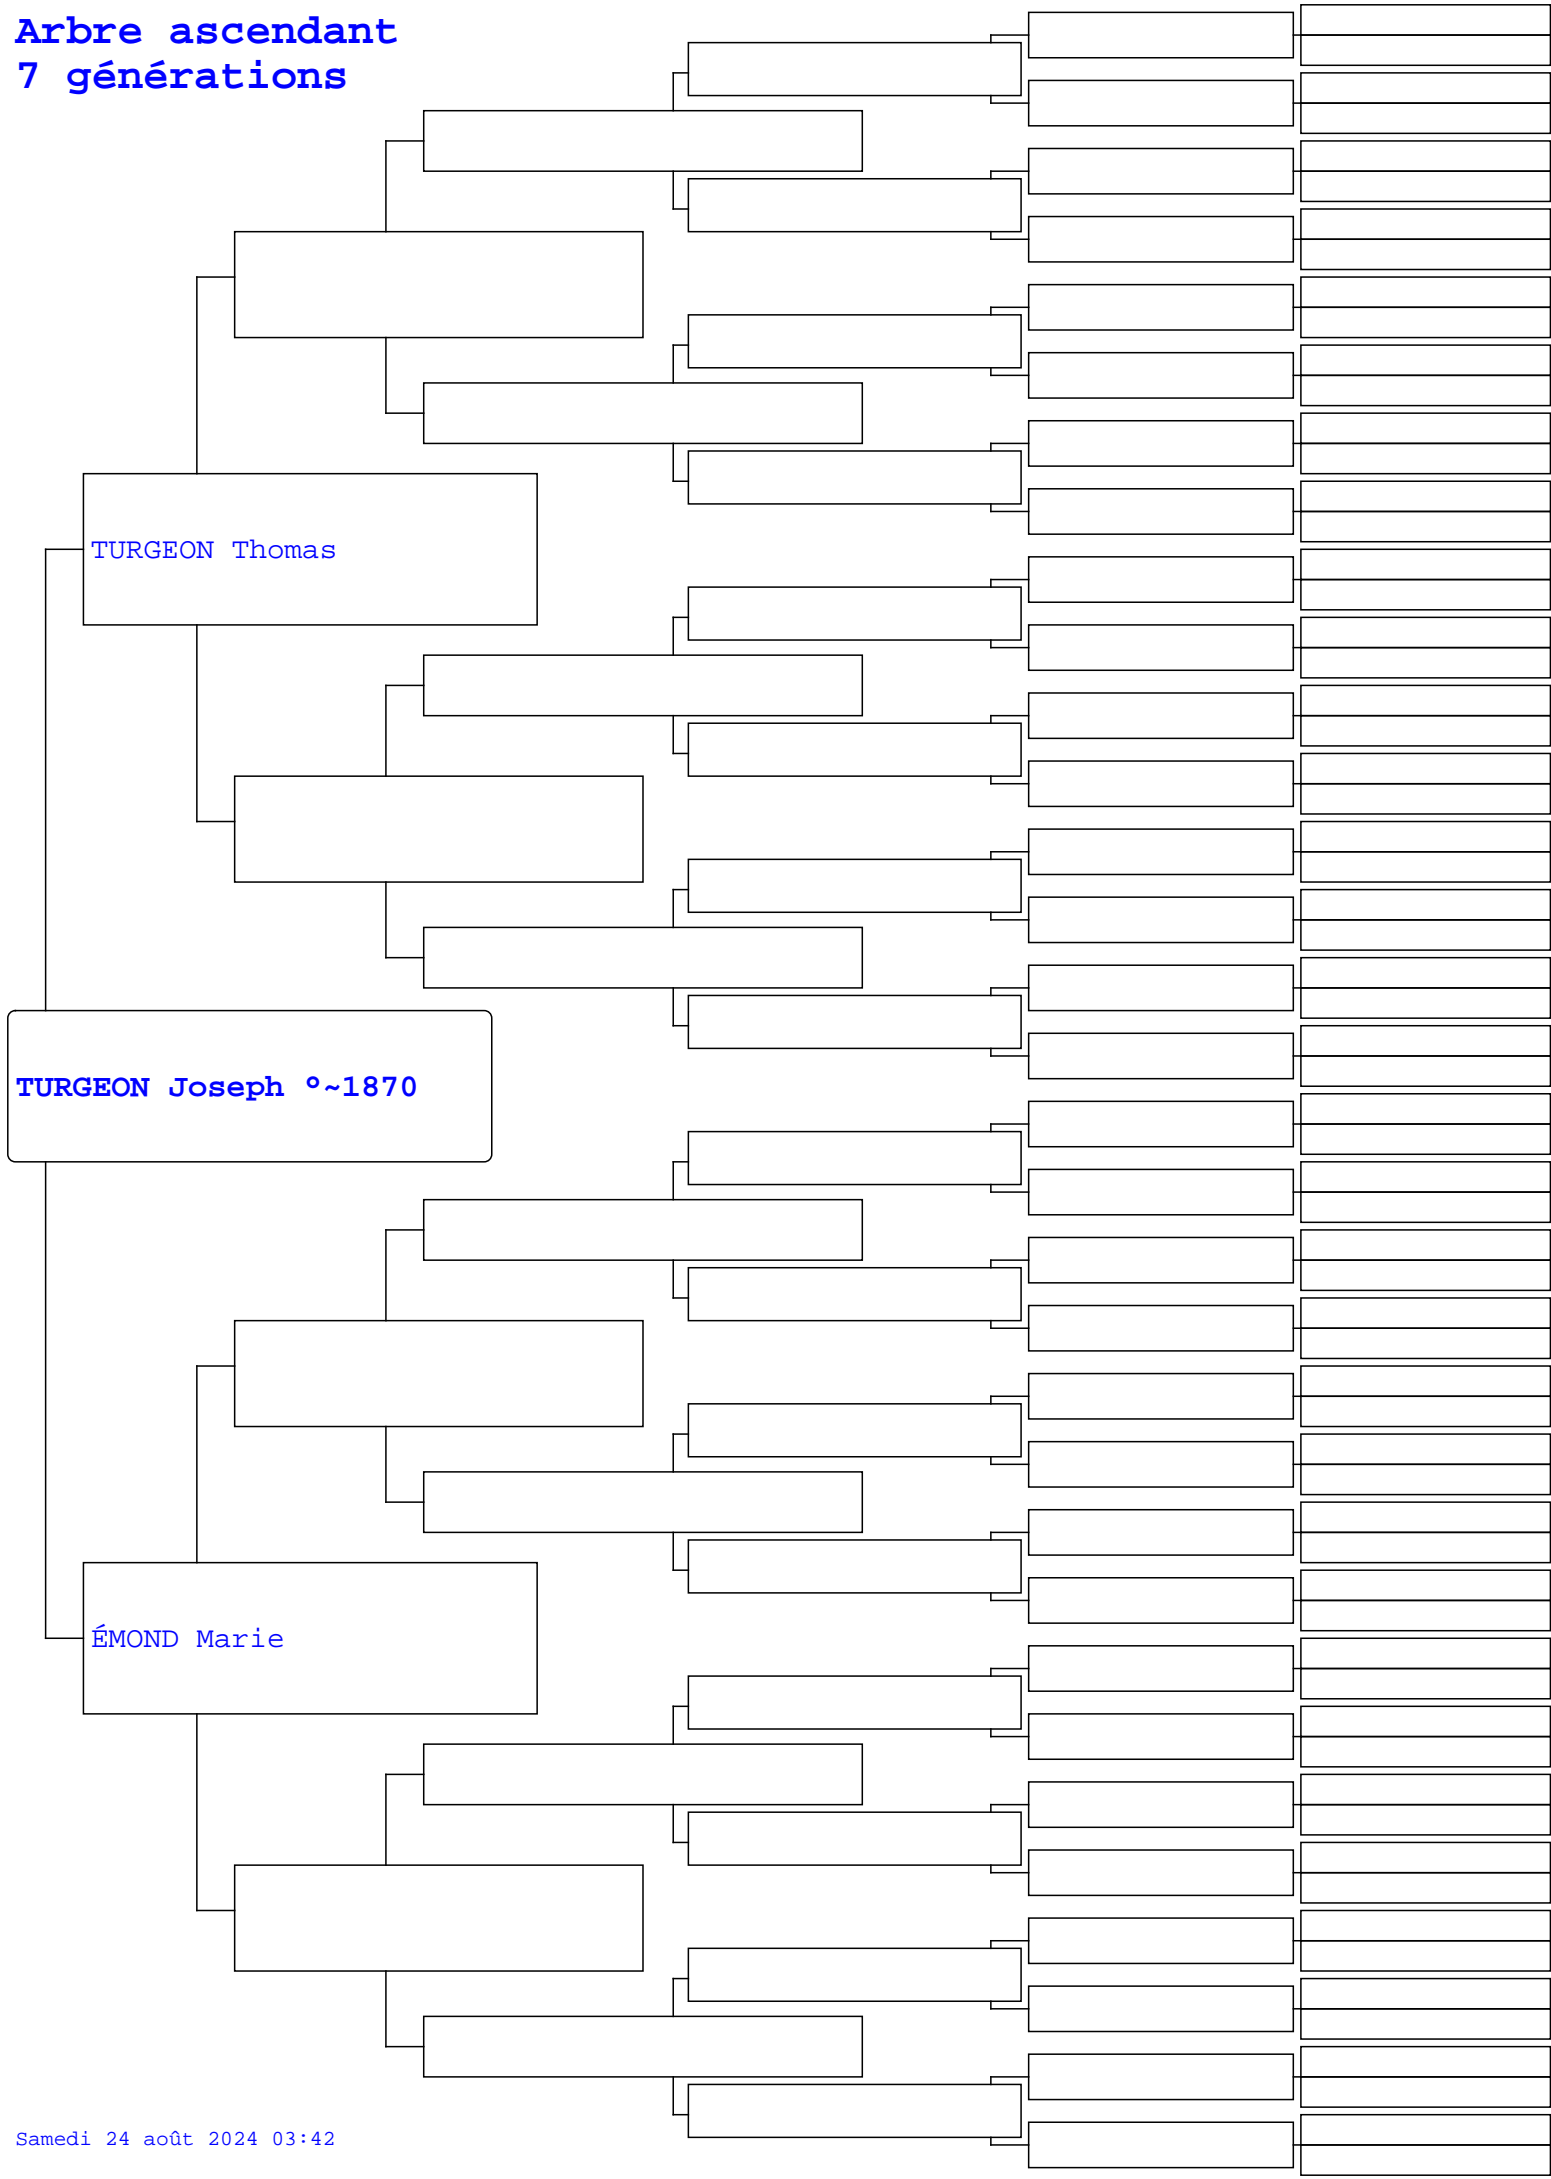 Arbre ascendant
7 générations
TURGEON Thomas
TURGEON Joseph °~1870
ÉMOND Marie
Samedi 24 août 2024 03:42